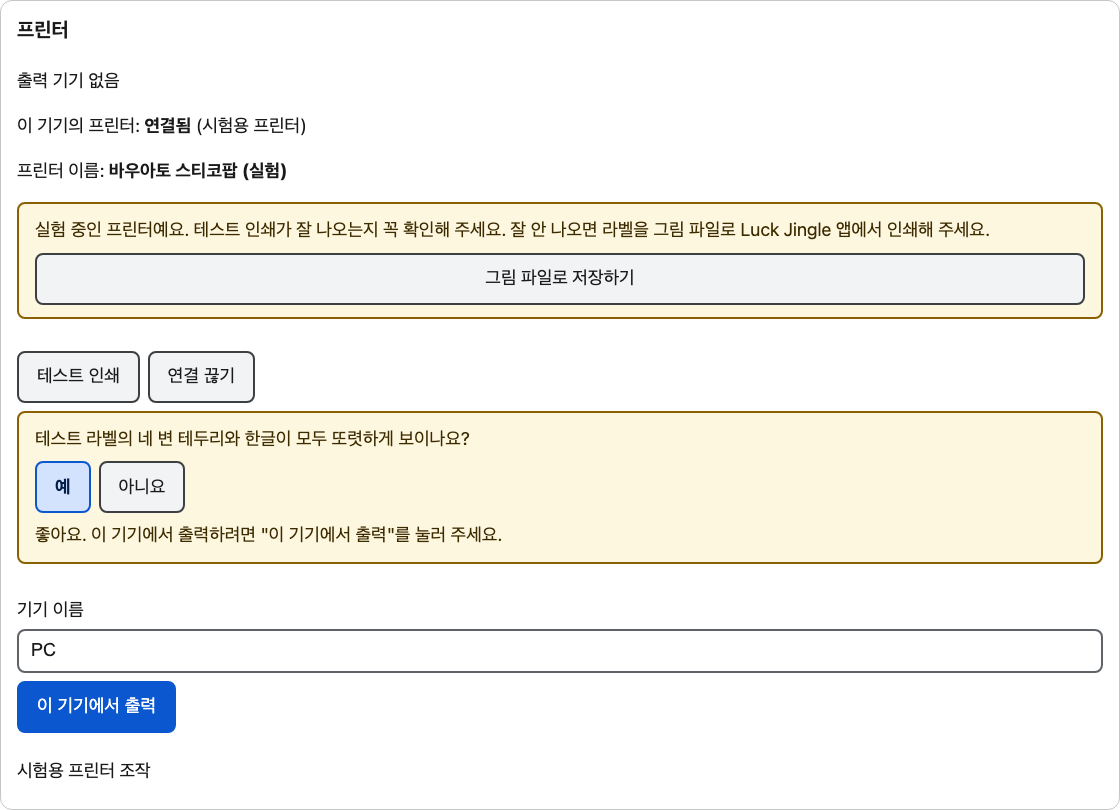 프린터
출력 기기 없음
이 기기의 프린터: 연결됨 (시험용 프린터)
프린터 이름: 바우아토 스티코팝 (실험)
실험 중인 프린터예요. 테스트 인쇄가 잘 나오는지 꼭 확인해 주세요. 잘 안 나오면 라벨을 그림 파일로 Luck Jingle 앱에서 인쇄해 주세요.
그림 파일로 저장하기
테스트 인쇄 연결 끊기
테스트 라벨의 네 변 테두리와 한글이 모두 또렷하게 보이나요?
예 아니요
좋아요. 이 기기에서 출력하려면 "이 기기에서 출력"를 눌러 주세요.
기기 이름
PC
이 기기에서 출력
시험용 프린터 조작